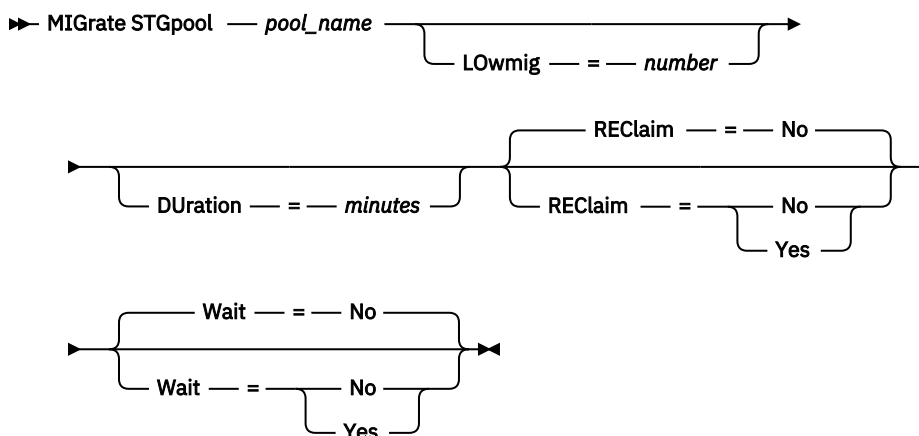 MIGrate STGpool — pool_name
LOwmig — = — number
REClaim — = — No
DUration — = — minutes
REClaim — = — No
Yes
Wait — = — No
Wait — = — No
Yes